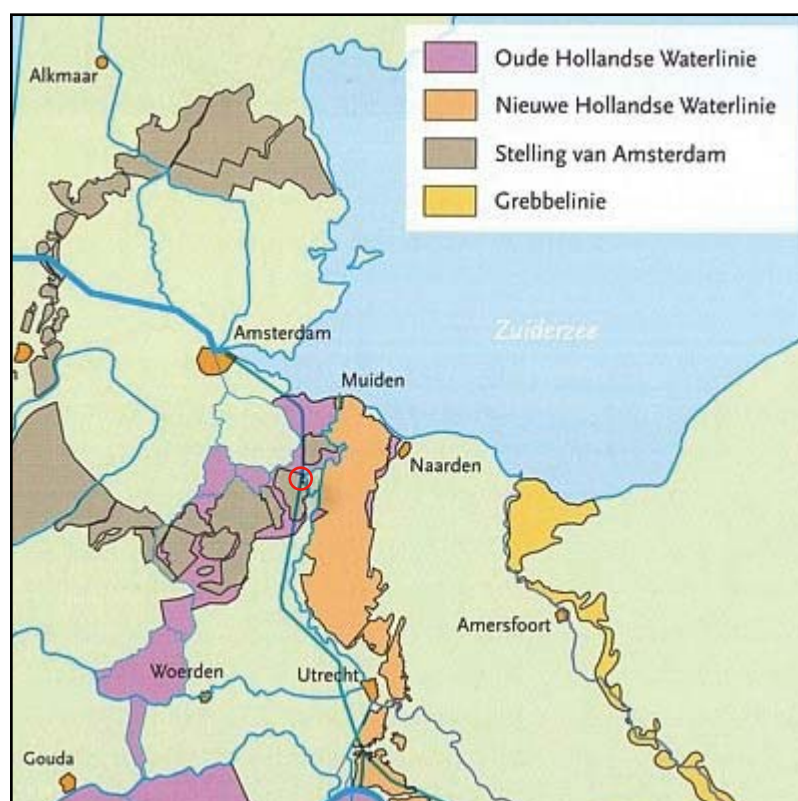 Oude Hollandse Waterlinie
Nieuwe Hollandse Waterlinie
Stelling van Amsterdam
Grebbelinie
Alkmaar
Amsterdam
Zuiderzee
Muiden
Naarden
Amersfoort
Woerden
Utrecht
Gouda